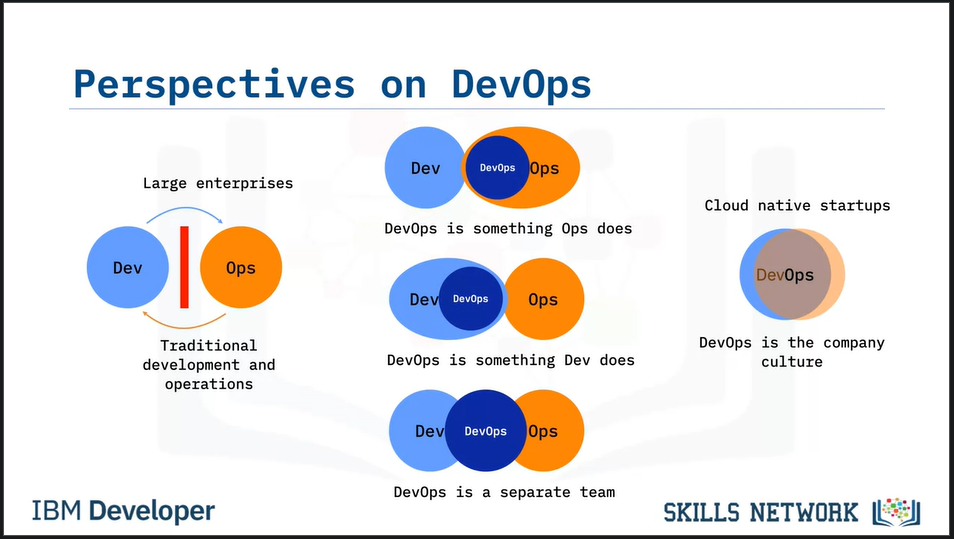 Perspectives on DevOps
Large enterprises
Dev
Ops
Traditional
development and
operations
Dev
DevOps
Ops
DevOps is something Ops does
Dev
DevOps
Ops
DevOps is something Dev does
Dev
DevOps
Ops
DevOps is a separate team
Cloud native startups
DevOps
DevOps is the company
culture
IBM Developer
SKILLS NETWORK